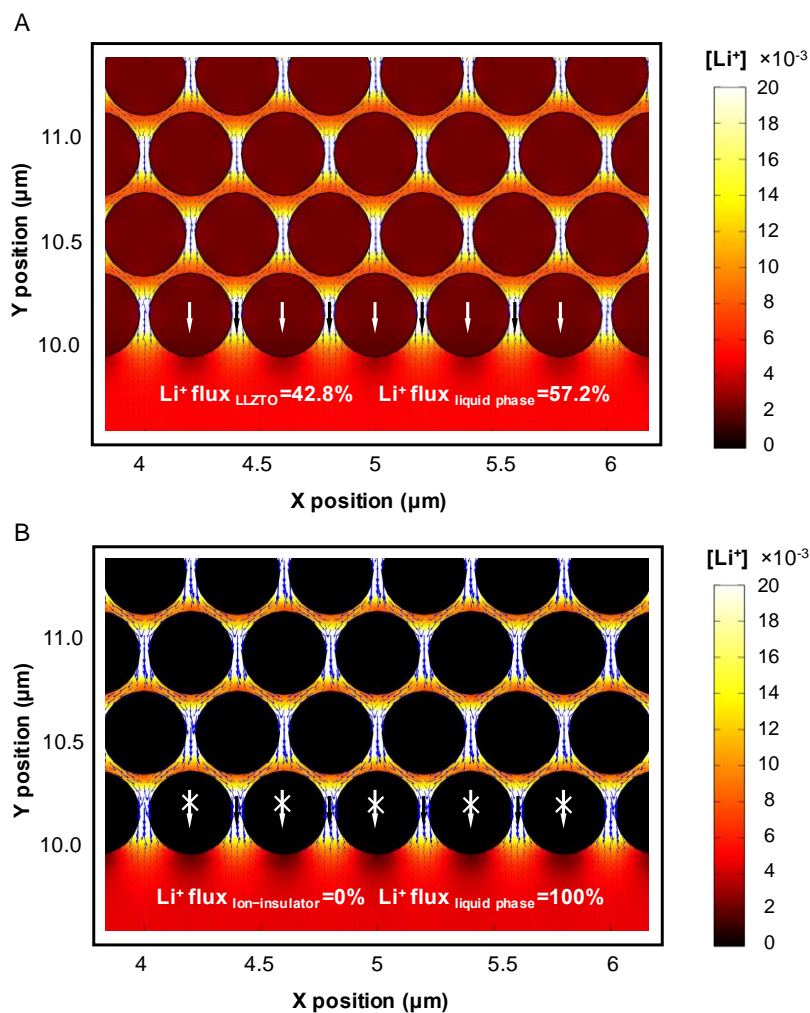 A
[Li⁺] ×10⁻³
20
18
16
14
12
10
8
6
4
2
0
Y position (μm)
11.0
10.5
10.0
Li⁺ flux LLZTO=42.8% Li⁺ flux liquid phase=57.2%
4 4.5 5 5.5 6
X position (μm)
B
[Li⁺] ×10⁻³
20
18
16
14
12
10
8
6
4
2
0
Y position (μm)
11.0
10.5
10.0
Li⁺ flux Ion−insulator=0% Li⁺ flux liquid phase=100%
4 4.5 5 5.5 6
X position (μm)